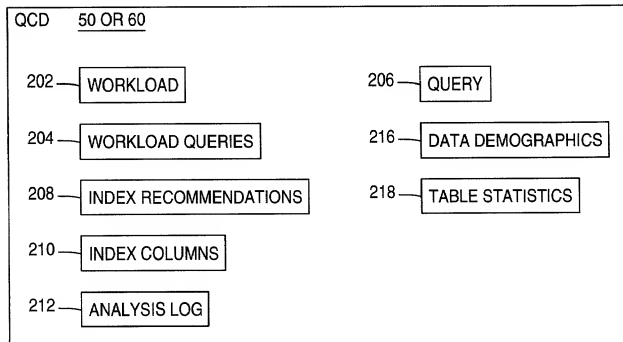 QCD 50 OR 60
202 WORKLOAD
206 QUERY
204 WORKLOAD QUERIES
216 DATA DEMOGRAPHICS
208 INDEX RECOMMENDATIONS
218 TABLE STATISTICS
210 INDEX COLUMNS
212 ANALYSIS LOG